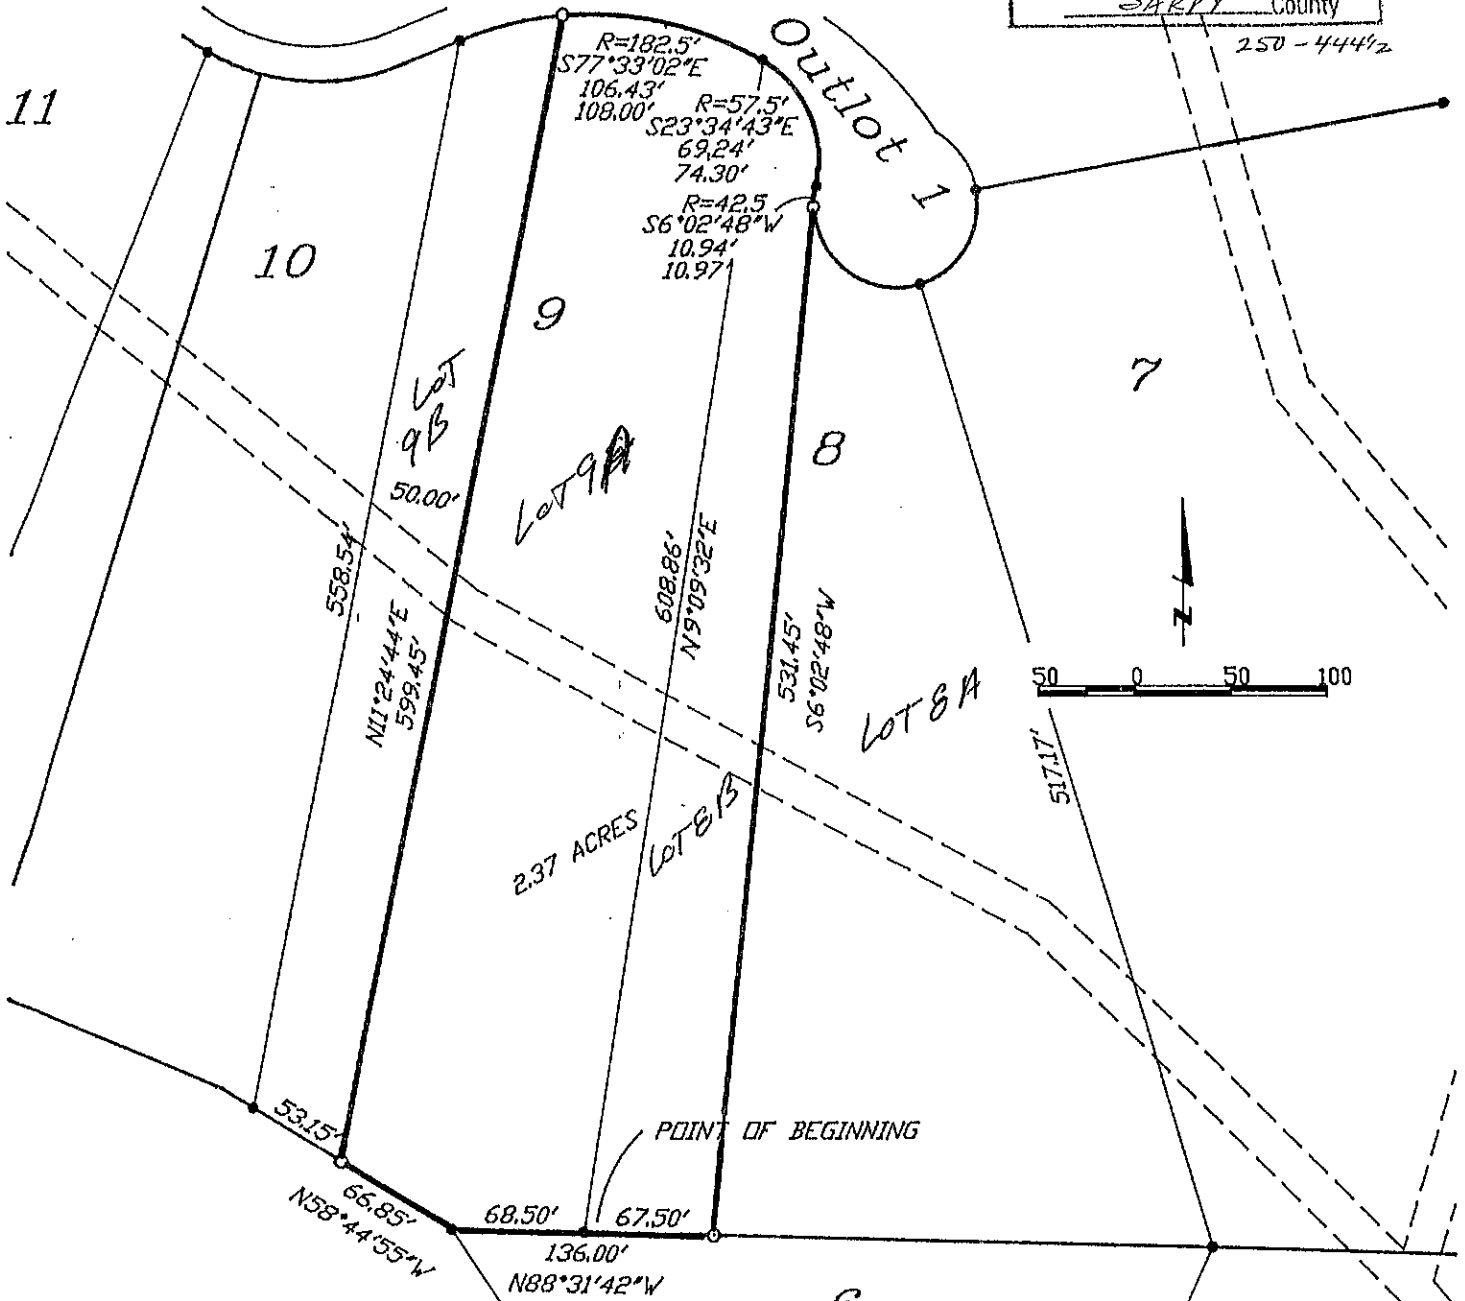 SARPY County
250-444½
11
R=182.5'
S77°33'02"E
106.43'
108.00'
R=57.5'
S23°34'43"E
69.24'
74.30'
R=42.5
S6°02'48"W
10.94'
10.97'
Outlot 1
10
9
8
7
LOT
9B
50.00'
LOT 9A
558.54'
N11°24'44"E
599.45'
608.86'
N9°09'32"E
531.45'
S6°02'48"W
LOT 8A
50 0 50 100
517.17'
2.37 ACRES
LOT 8B
53.15'
POINT OF BEGINNING
66.85'
N58°44'55"W
68.50'
67.50'
136.00'
N88°31'42"W